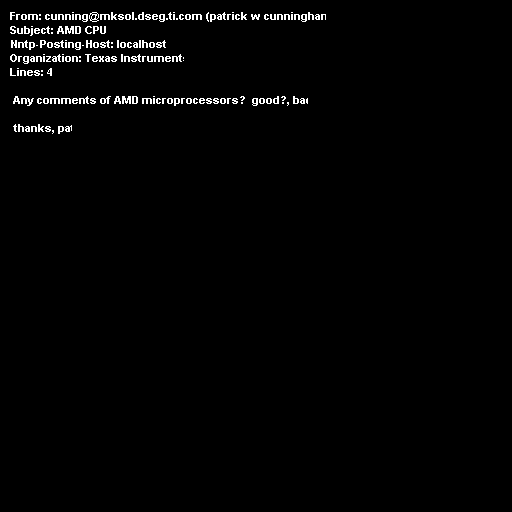 From: cunning@mksol.dseg.ti.com (patrick w cunningham
Subject: AMD CPU
Nntp-Posting-Host: localhost
Organization: Texas Instruments
Lines: 4
Any comments of AMD microprocessors? good?, bad
thanks, pat